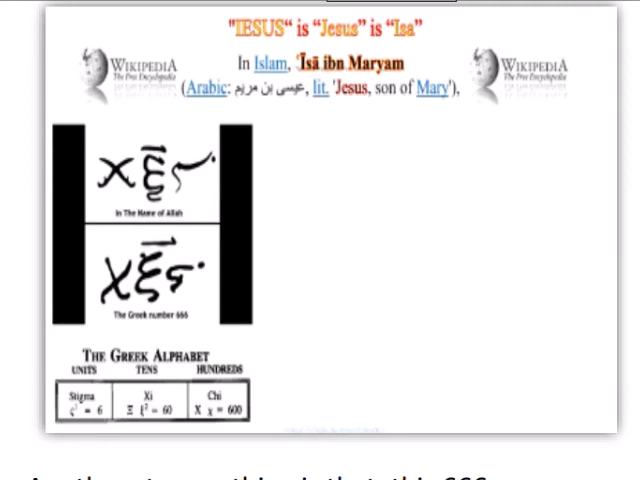 "IESUS“ is “Jesus” is “Isa”
WIKIPEDIA
The Free Encyclopedia
In Islam, ʿĪsā ibn Maryam
(Arabic: عيسى بن مريم, lit. 'Jesus, son of Mary'),
WIKIPEDIA
The Free Encyclopedia
In The Name of Allah
χξς
The Greek number 666
THE GREEK ALPHABET
UNITS TENS HUNDREDS
Stigma Xi Chi
= 6 Ξ = 60 X χ = 600